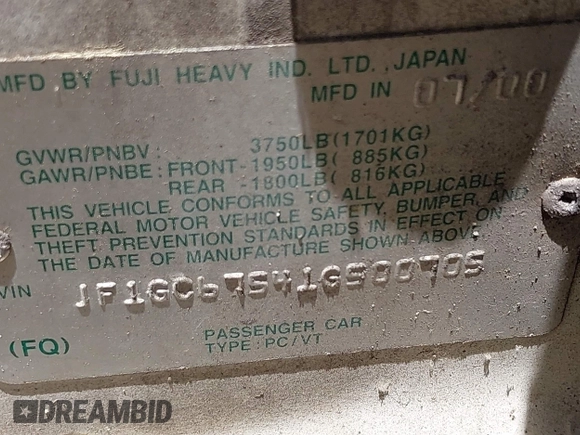 MFD BY FUJI HEAVY IND. LTD. JAPAN
MFD IN 07/00
GVWR/PNBV : 3750LB(1701KG)
GAWR/PNBE : FRONT-1950LB( 885KG)
REAR -1800LB( 816KG)
THIS VEHICLE CONFORMS TO ALL APPLICABLE
FEDERAL MOTOR VEHICLE SAFETY, BUMPER, AND
THEFT PREVENTION STANDARDS IN EFFECT ON
THE DATE OF MANUFACTURE SHOWN ABOVE.
VIN JF1GC67541G500705
(FQ) PASSENGER CAR
TYPE : PC/VT
DREAMBID